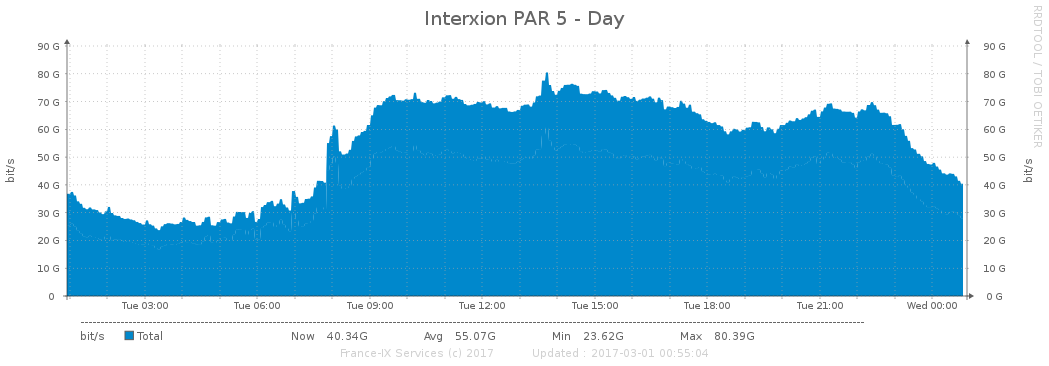 Interxion PAR 5 - Day
RRDTOOL / TOBI OETIKER
90 G 90 G
80 G 80 G
70 G 70 G
60 G 60 G
50 G 50 G
40 G 40 G
30 G 30 G
20 G 20 G
10 G 10 G
0 0 G
bit/s
bit/s
Tue 03:00 Tue 06:00 Tue 09:00 Tue 12:00 Tue 15:00 Tue 18:00 Tue 21:00 Wed 00:00
bit/s Total Now 40.34G Avg 55.07G Min 23.62G Max 80.39G
France-IX Services (c) 2017 Updated : 2017-03-01 00:55:04